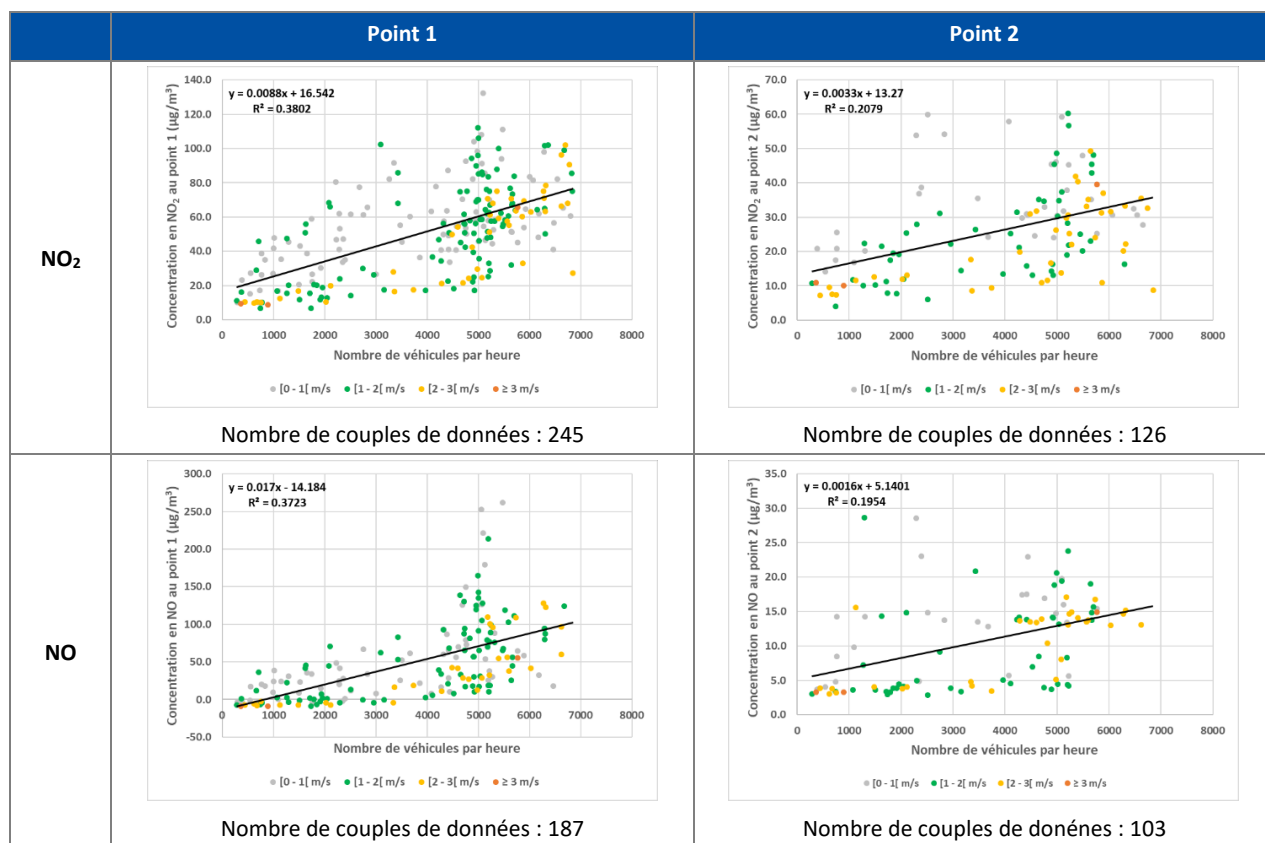 Point 1
Point 2
NO₂
y = 0.0088x + 16.542
R² = 0.3802
Concentration en NO₂ au point 1 (µg/m³)
140.0
120.0
100.0
80.0
60.0
40.0
20.0
0.0
0 1000 2000 3000 4000 5000 6000 7000 8000
Nombre de véhicules par heure
[0 - 1[ m/s [1 - 2[ m/s [2 - 3[ m/s ≥ 3 m/s
Nombre de couples de données : 245
y = 0.0033x + 13.27
R² = 0.2079
Concentration en NO₂ au point 2 (µg/m³)
70.0
60.0
50.0
40.0
30.0
20.0
10.0
0.0
0 1000 2000 3000 4000 5000 6000 7000 8000
Nombre de véhicules par heure
[0 - 1[ m/s [1 - 2[ m/s [2 - 3[ m/s ≥ 3 m/s
Nombre de couples de données : 126
NO
y = 0.017x - 14.184
R² = 0.3723
Concentration en NO au point 1 (µg/m³)
300.0
250.0
200.0
150.0
100.0
50.0
0.0
-50.0
0 1000 2000 3000 4000 5000 6000 7000 8000
Nombre de véhicules par heure
[0 - 1[ m/s [1 - 2[ m/s [2 - 3[ m/s ≥ 3 m/s
Nombre de couples de données : 187
y = 0.0016x + 5.1401
R² = 0.1954
Concentration en NO au point 2 (µg/m³)
35.0
30.0
25.0
20.0
15.0
10.0
5.0
0.0
0 1000 2000 3000 4000 5000 6000 7000 8000
Nombre de véhicules par heure
[0 - 1[ m/s [1 - 2[ m/s [2 - 3[ m/s ≥ 3 m/s
Nombre de couples de donénes : 103